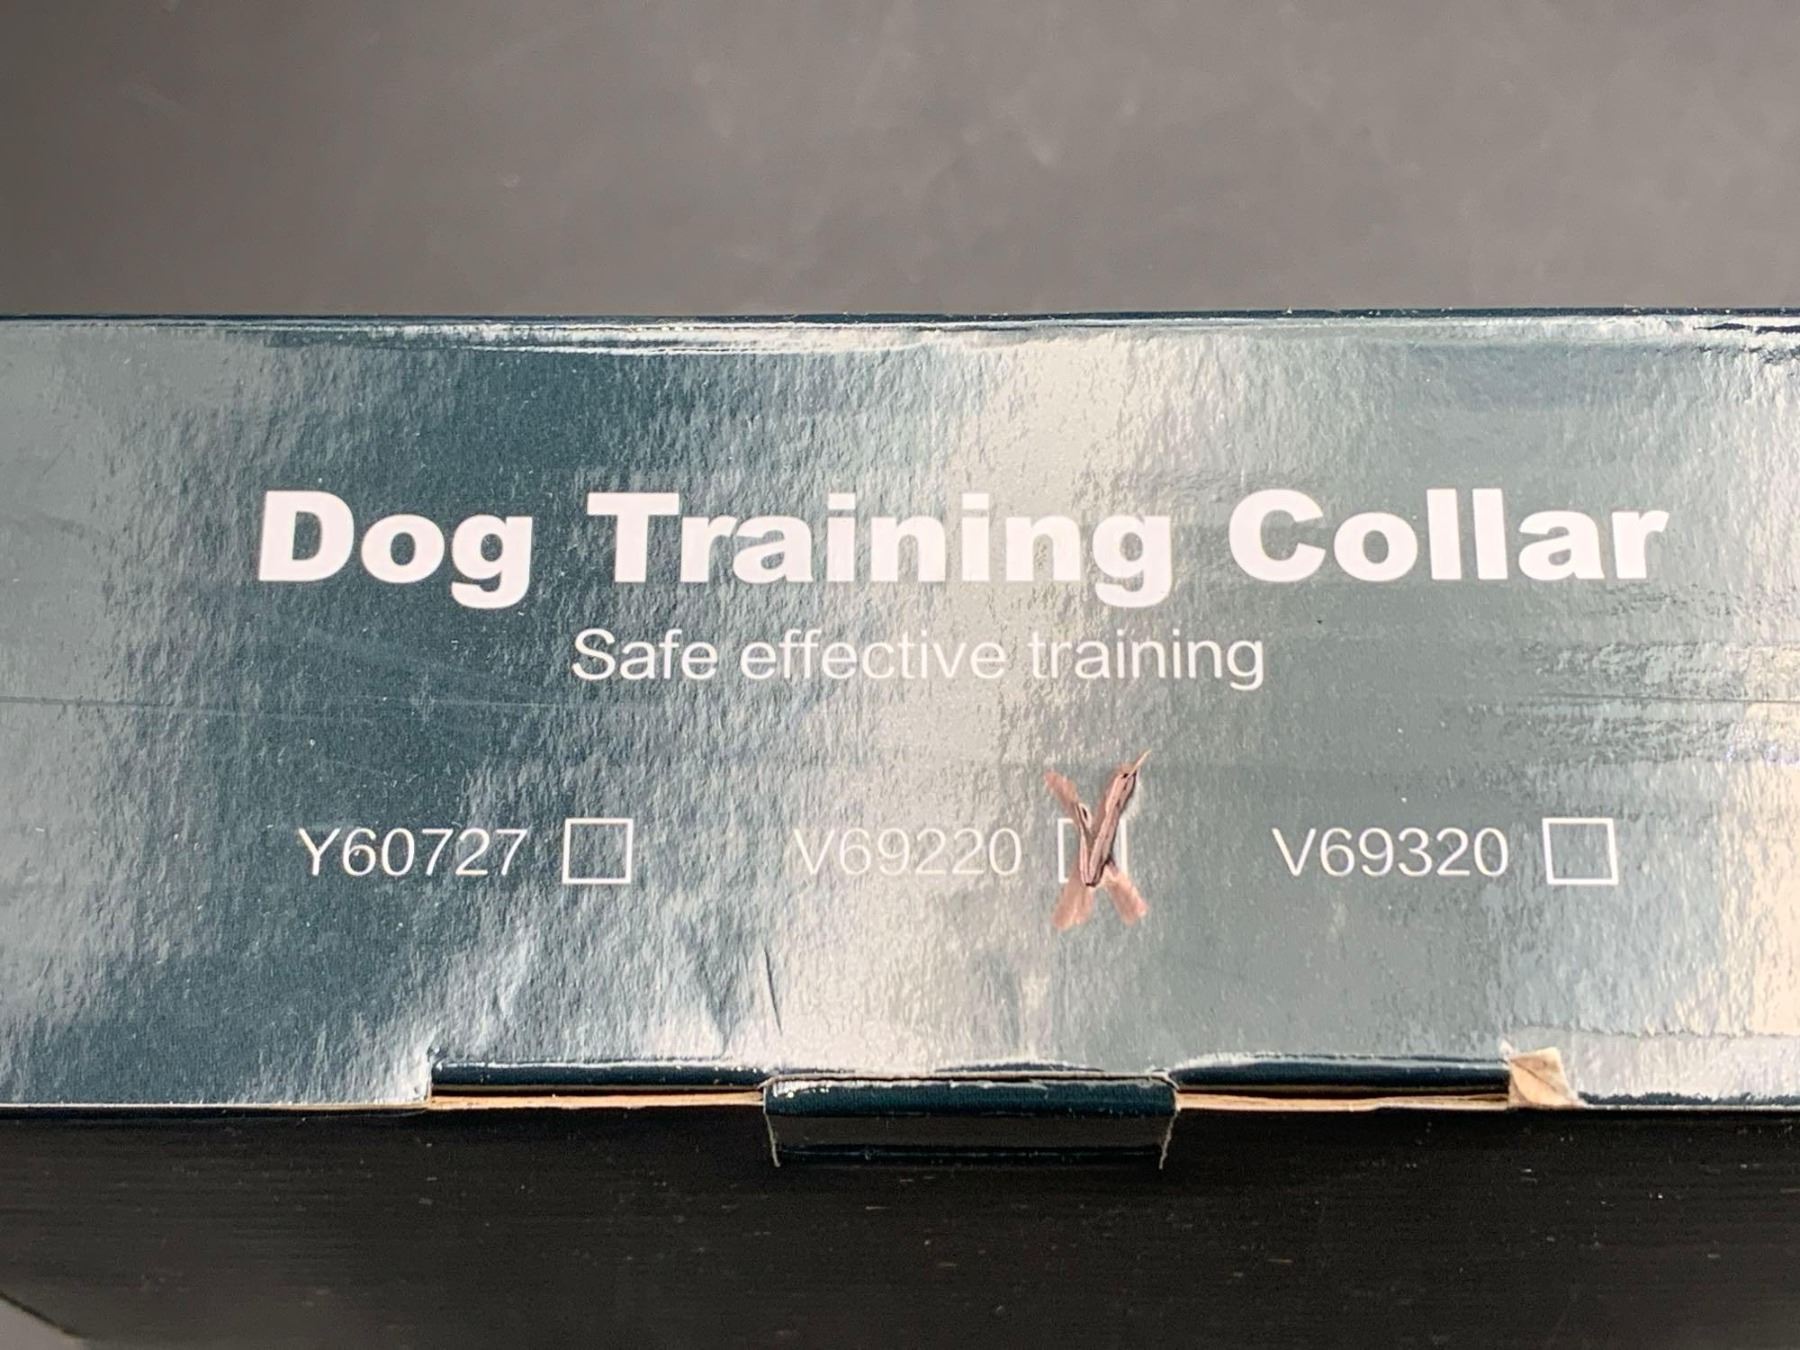 Dog Training Collar
Safe effective training
Y60727 ☐ V69220 ☒ V69320 ☐